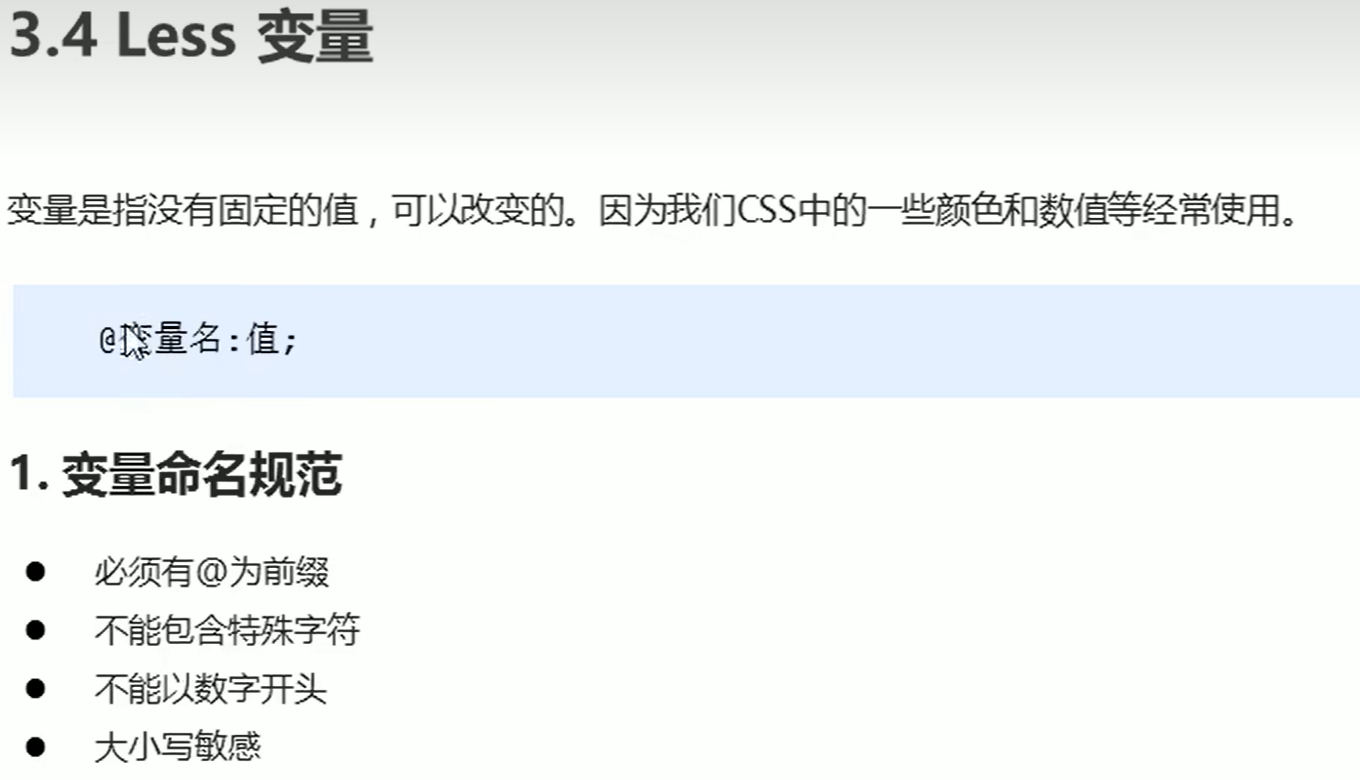 3.4 Less 变量
变量是指没有固定的值，可以改变的。因为我们CSS中的一些颜色和数值等经常使用。
@变量名:值;
1. 变量命名规范
● 必须有@为前缀
● 不能包含特殊字符
● 不能以数字开头
● 大小写敏感